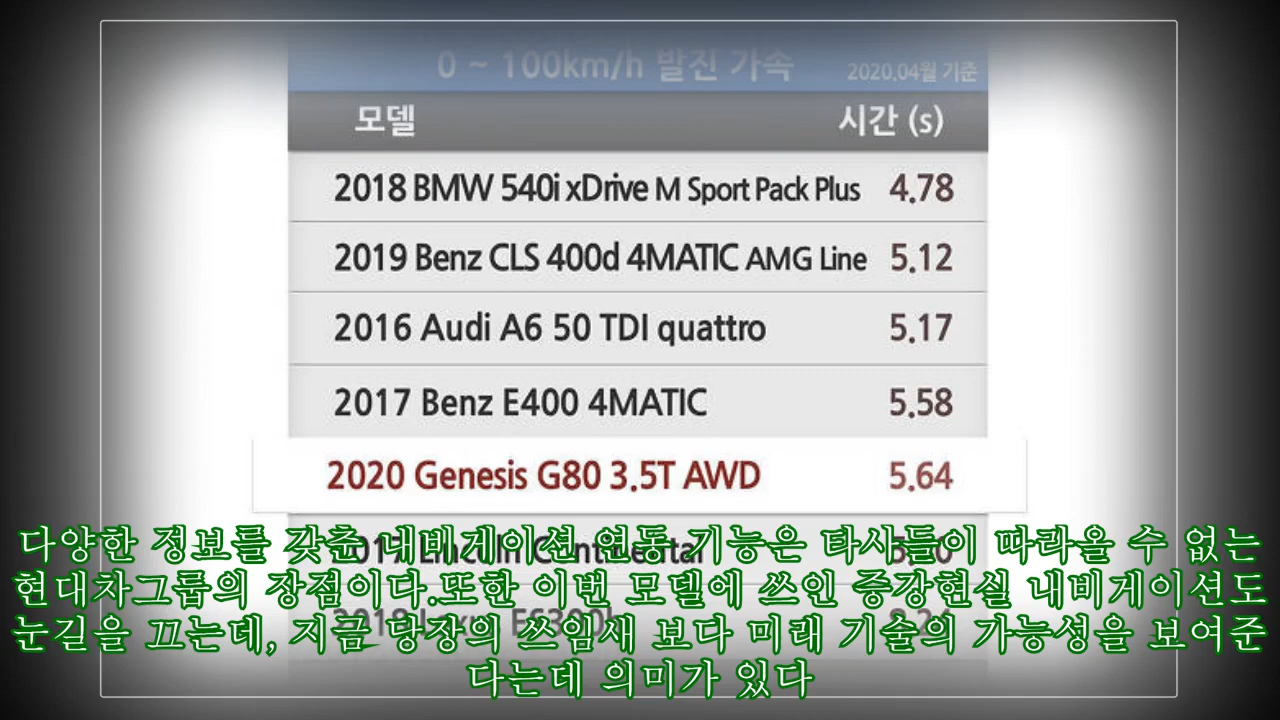 0 ~ 100km/h 발진 가속 2020.04월 기준
모델 시간 (s)
2018 BMW 540i xDrive M Sport Pack Plus 4.78
2019 Benz CLS 400d 4MATIC AMG Line 5.12
2016 Audi A6 50 TDI quattro 5.17
2017 Benz E400 4MATIC 5.58
2020 Genesis G80 3.5T AWD 5.64
2017 Lincoln Continental
다양한 정보를 갖춘 내비게이션 연동 기능은 타사들이 따라올 수 없는
현대차그룹의 장점이다.또한 이번 모델에 쓰인 증강현실 내비게이션도
눈길을 끄는데, 지금 당장의 쓰임새 보다 미래 기술의 가능성을 보여준
다는데 의미가 있다